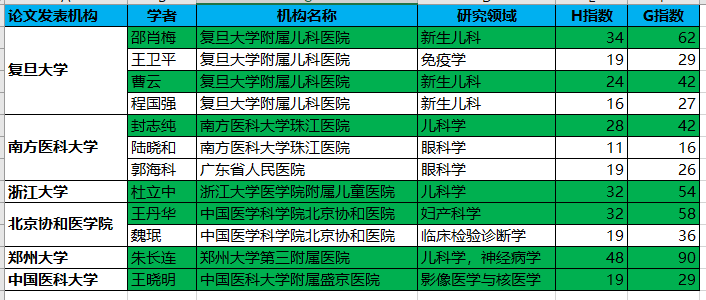 论文发表机构 学者 机构名称 研究领域 H指数 G指数
复旦大学 邵肖梅 复旦大学附属儿科医院 新生儿科 34 62
王卫平 复旦大学附属儿科医院 免疫学 19 29
曹云 复旦大学附属儿科医院 新生儿科 24 42
程国强 复旦大学附属儿科医院 新生儿科 16 27
南方医科大学 封志纯 南方医科大学珠江医院 儿科学 28 42
陆晓和 南方医科大学珠江医院 眼科学 11 16
郭海科 广东省人民医院 眼科学 19 26
浙江大学 杜立中 浙江大学医学院附属儿童医院 儿科学 32 54
北京协和医学院 王丹华 中国医学科学院北京协和医院 妇产科学 32 58
魏珉 中国医学科学院北京协和医院 临床检验诊断学 19 36
郑州大学 朱长连 郑州大学第三附属医院 儿科学，神经病学 48 90
中国医科大学 王晓明 中国医科大学附属盛京医院 影像医学与核医学 19 29